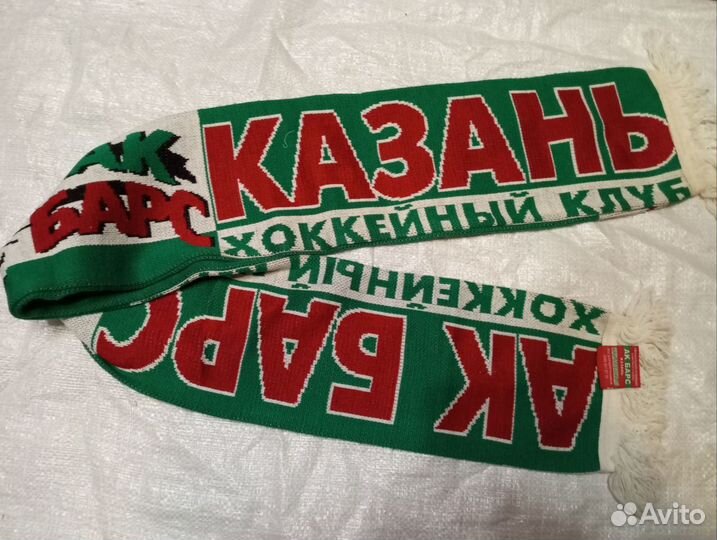 АК
БАРС
КАЗАНЬ
ХОККЕЙНЫЙ КЛУБ
ХОККЕЙНЫЙ
АК БАРС
АК БАРС
Avito